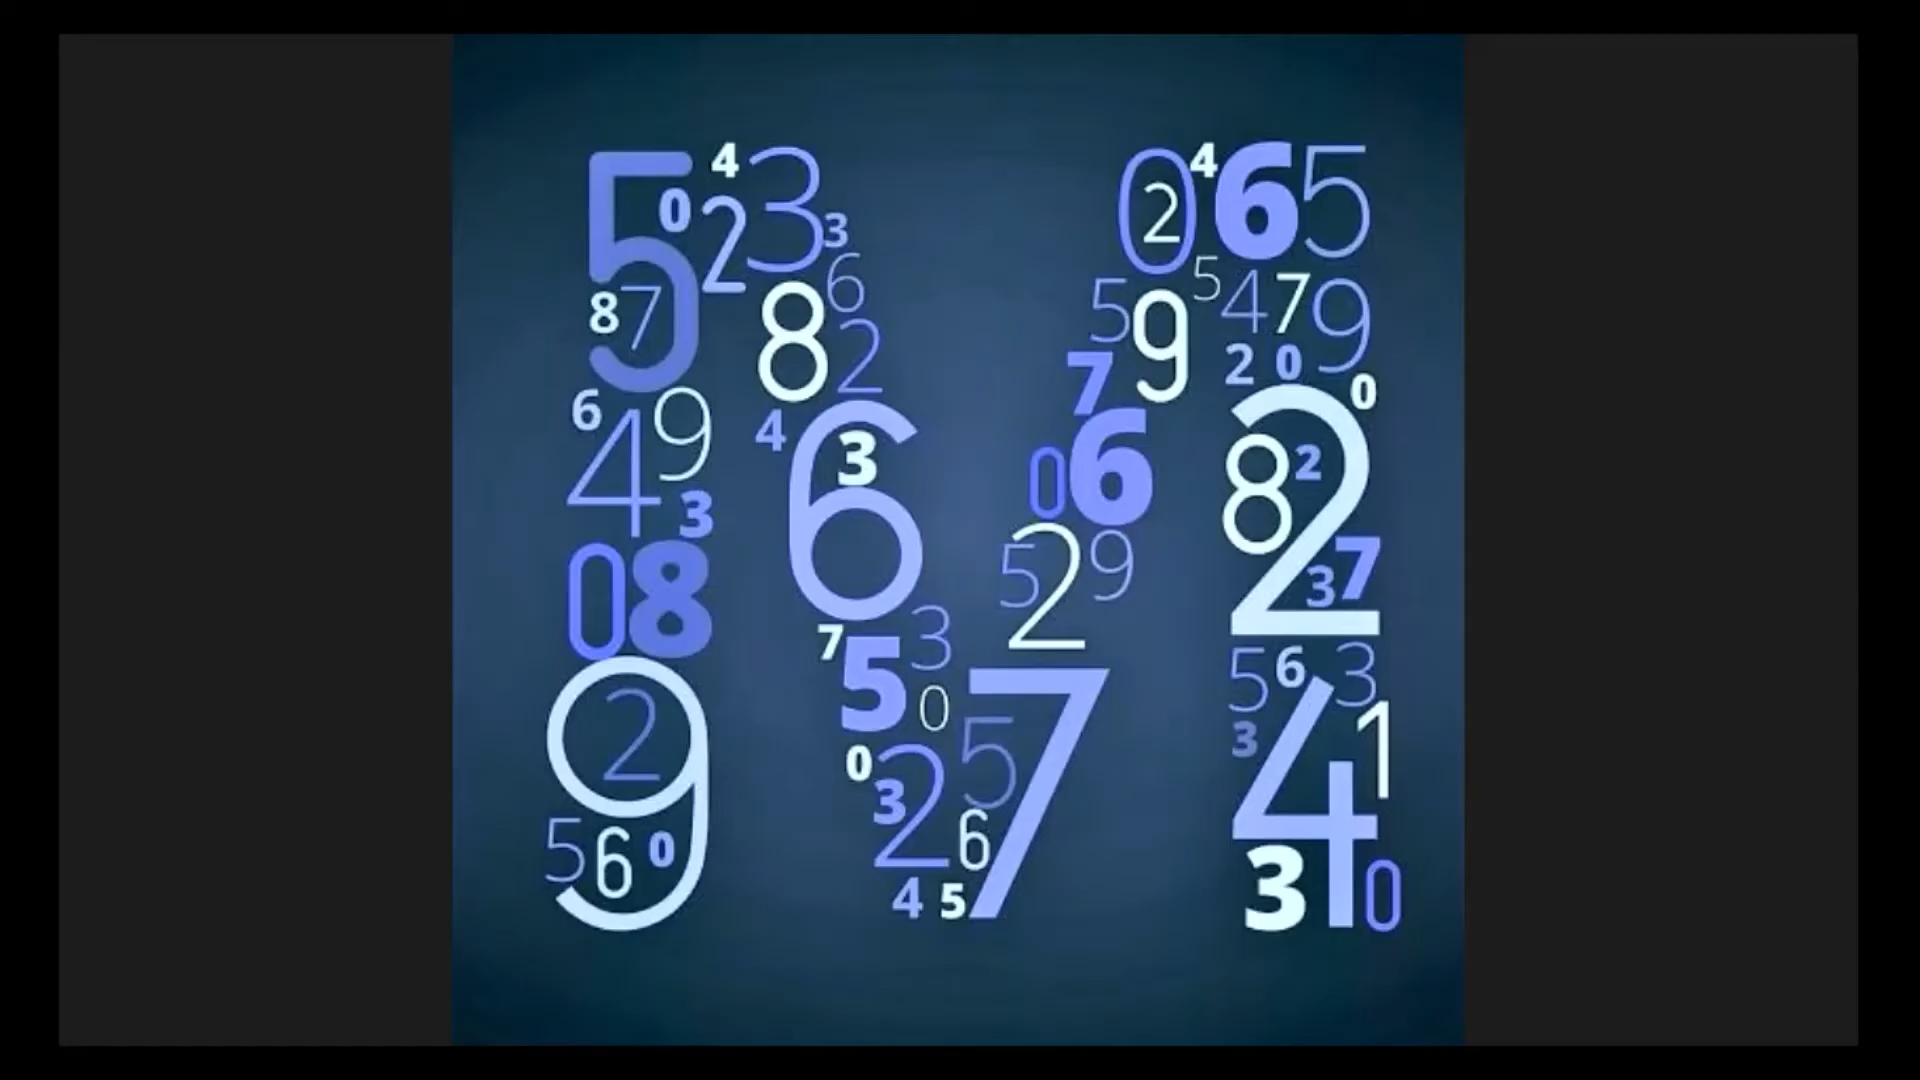 5 0 4 2 3 3
0 2 4 6 5
8 7 8 6 2
5 9 5 4 7 9
7 2 0 0
6 4 9 3 4 6 3
0 6 8 2 2
0 8
5 2 9 3 7
9 2 7 5 3 0
5 6 3 3 4 1
5 6 0 0 3 2 5 6 7
4 5 3 0